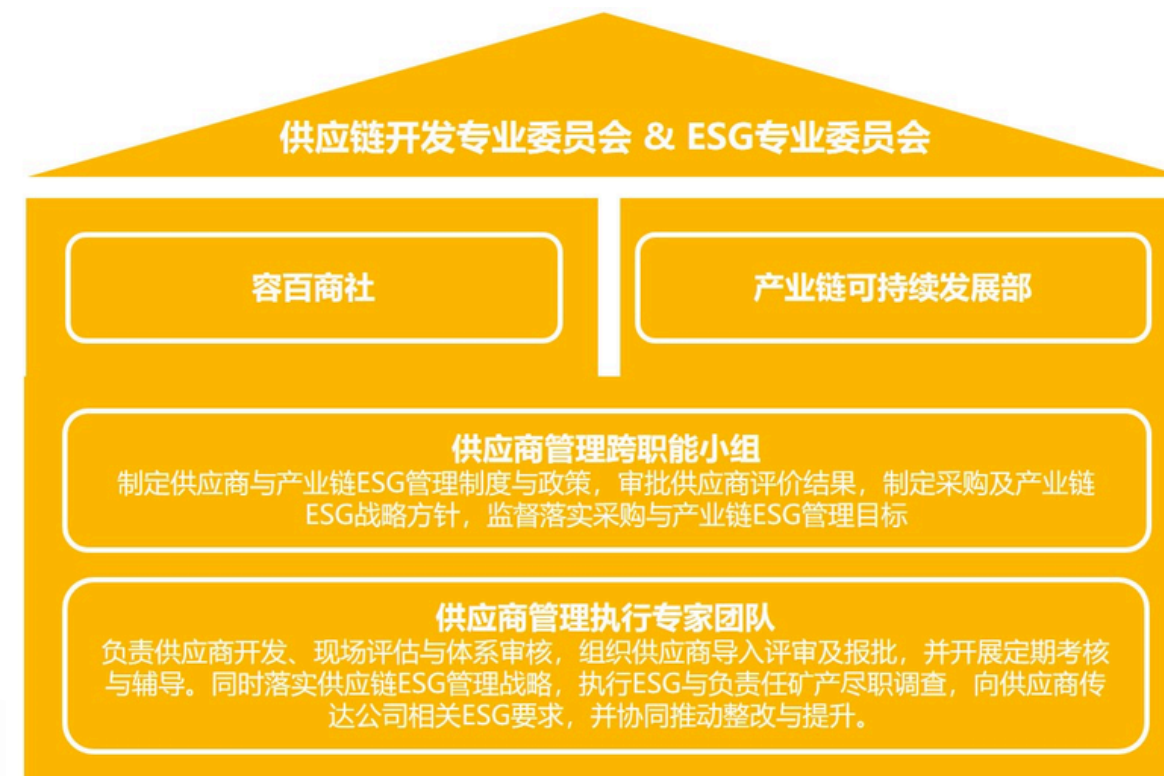 供应链开发专业委员会 & ESG专业委员会
容百商社
产业链可持续发展部
供应商管理跨职能小组
制定供应商与产业链ESG管理制度与政策，审批供应商评价结果，制定采购及产业链
ESG战略方针，监督落实采购与产业链ESG管理目标
供应商管理执行专家团队
负责供应商开发、现场评估与体系审核，组织供应商导入评审及报批，并开展定期考核
与辅导。同时落实供应链ESG管理战略，执行ESG与负责任矿产尽职调查，向供应商传
达公司相关ESG要求，并协同推动整改与提升。